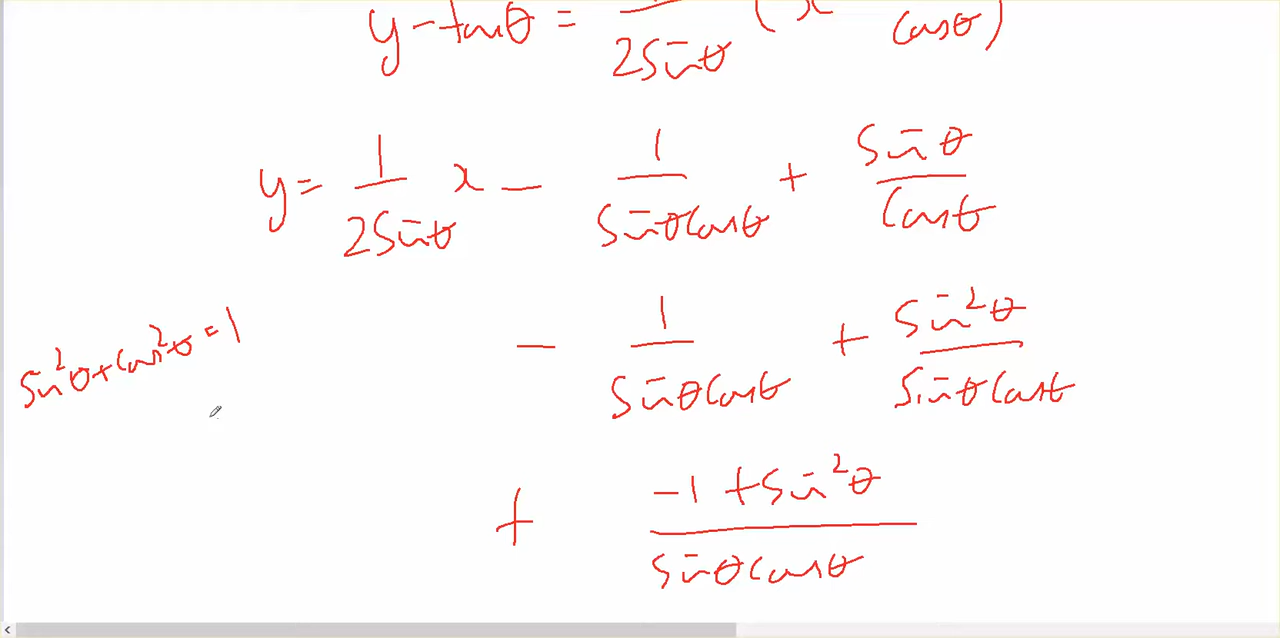 y - tanθ = /2sinθ (x cosθ)
y = 1/2sinθ x - 1/sinθcosθ + sinθ/cosθ
sin²θ + cos²θ = 1
- 1/sinθcosθ + sin²θ/sinθcosθ
+ -1 + sin²θ/sinθcosθ